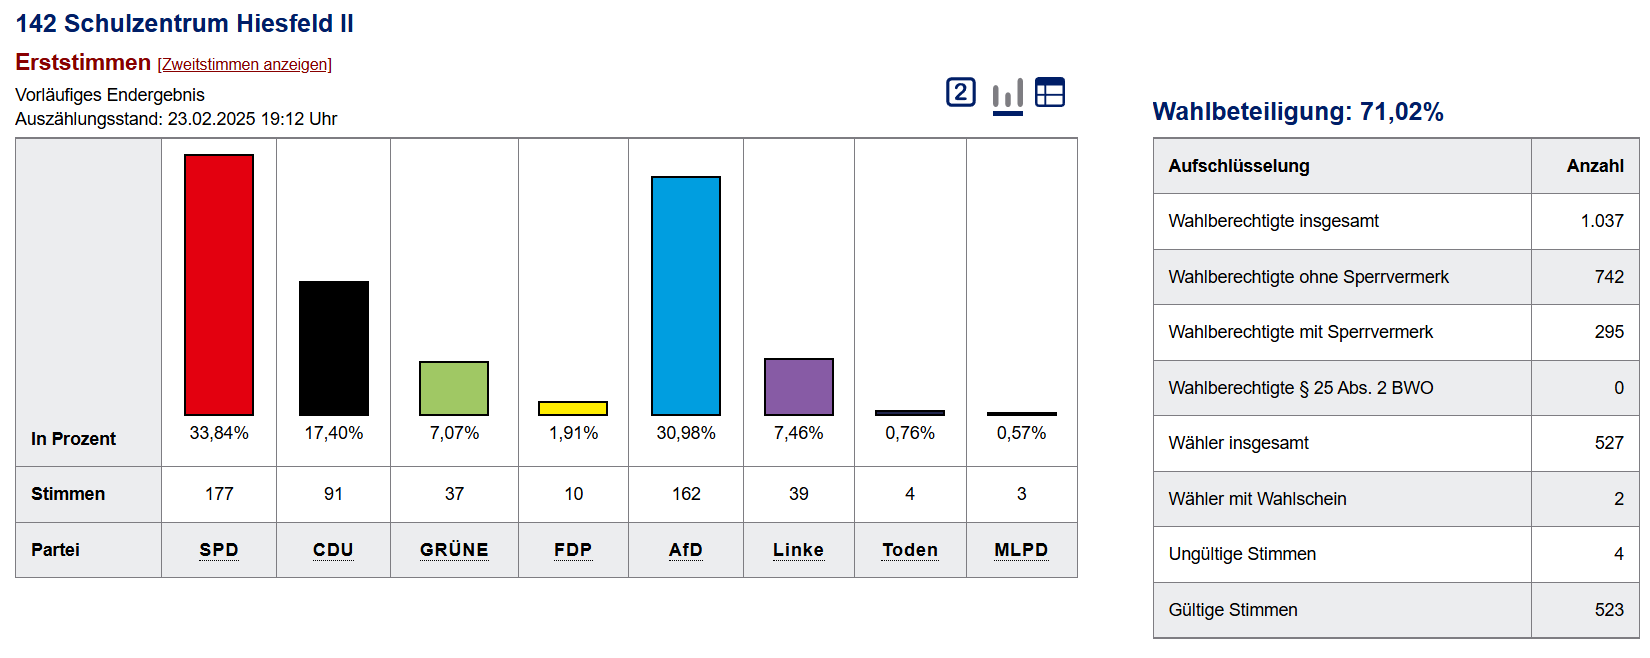 142 Schulzentrum Hiesfeld II
Erststimmen [Zweitstimmen anzeigen]
Vorläufiges Endergebnis
Auszählungsstand: 23.02.2025 19:12 Uhr
2
In Prozent 33,84% 17,40% 7,07% 1,91% 30,98% 7,46% 0,76% 0,57%
Stimmen 177 91 37 10 162 39 4 3
Partei SPD CDU GRÜNE FDP AfD Linke Toden MLPD
Wahlbeteiligung: 71,02%
Aufschlüsselung Anzahl
Wahlberechtigte insgesamt 1.037
Wahlberechtigte ohne Sperrvermerk 742
Wahlberechtigte mit Sperrvermerk 295
Wahlberechtigte § 25 Abs. 2 BWO 0
Wähler insgesamt 527
Wähler mit Wahlschein 2
Ungültige Stimmen 4
Gültige Stimmen 523